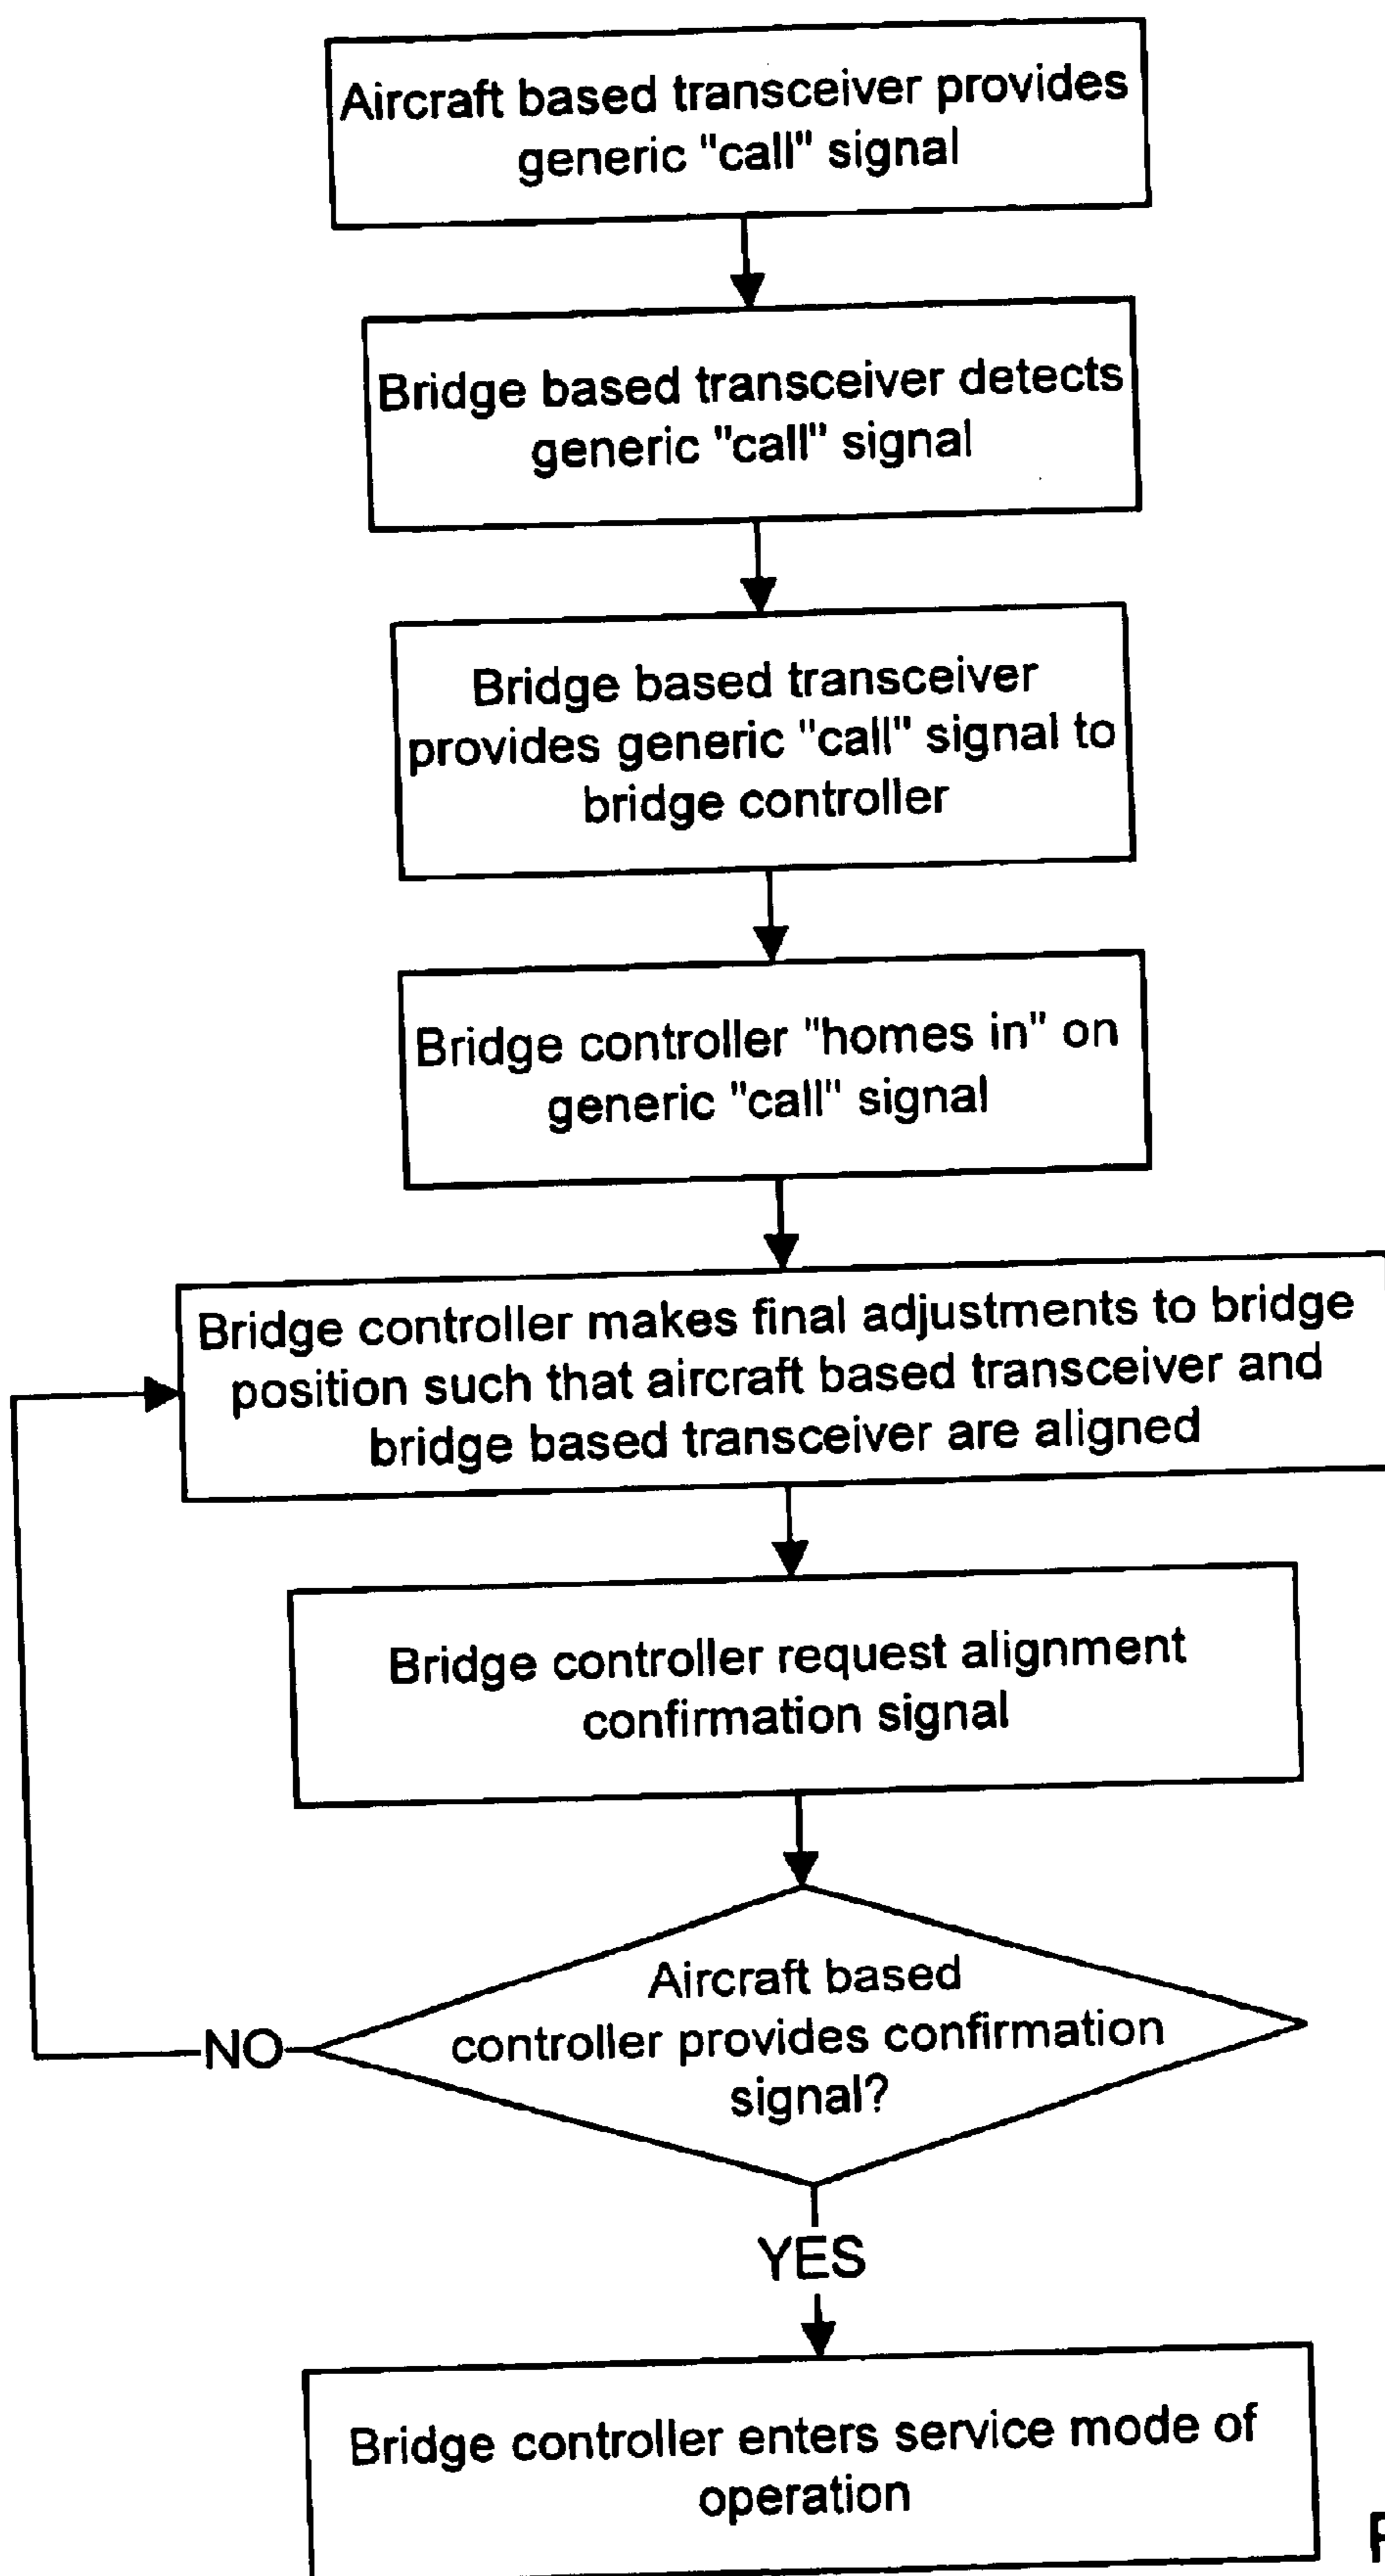 Aircraft based transceiver provides
generic "call" signal
Bridge based transceiver detects
generic "call" signal
Bridge based transceiver
provides generic "call" signal to
bridge controller
Bridge controller "homes in" on
generic "call" signal
Bridge controller makes final adjustments to bridge
position such that aircraft based transceiver and
bridge based transceiver are aligned
Bridge controller request alignment
confirmation signal
Aircraft based
controller provides confirmation
signal?
NO
YES
Bridge controller enters service mode of
operation